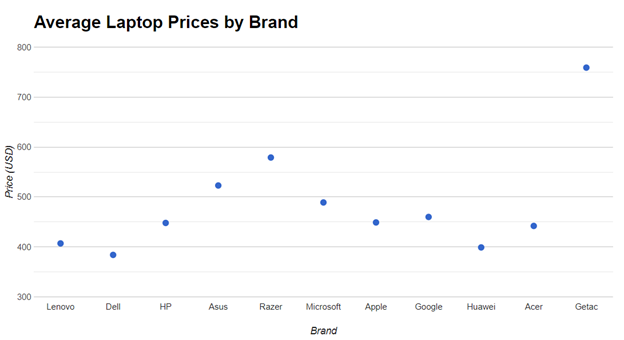 Average Laptop Prices by Brand
Price (USD)
800
700
600
500
400
300
Lenovo Dell HP Asus Razer Microsoft Apple Google Huawei Acer Getac
Brand